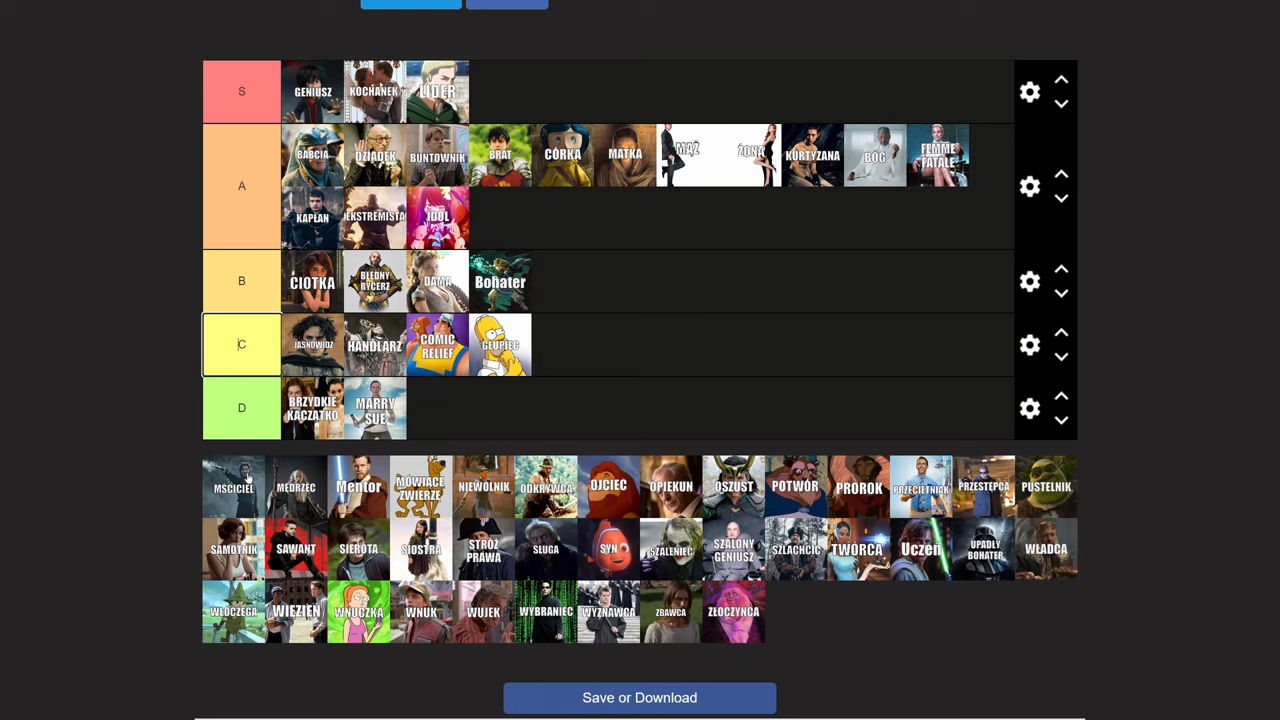 S
GENIUSZ
KOCHANEK
LIDER
A
BABCIA
DZIADEK
BUNTOWNIK
BRAT
CÓRKA
MATKA
MĄŻ
ŻONA
KURTYZANA
BÓG
FEMME
FATALE
KAPŁAN
EKSTREMISTA
IDOL
B
CIOTKA
BŁĘDNY
RYCERZ
DAMA
Bohater
C
JASNOWIDZ
HANDLARZ
COMIC
RELIEF
GŁUPIEC
D
BRZYDKIE
KACZĄTKO
MARRY
SUE
MŚCICIEL
MĘDRZEC
Mentor
MÓWIĄCE
ZWIERZE
NIEWOLNIK
ODKRYWCA
OJCIEC
OPIEKUN
OSZUST
POTWÓR
PROROK
PRZECIĘTNIAK
PRZESTĘPCA
PUSTELNIK
SAMOTNIK
SAWANT
SIEROTA
SIOSTRA
STRÓŻ
PRAWA
SŁUGA
SYN
SZALENIEC
SZALONY
GENIUSZ
SZLACHCIC
TWÓRCA
Uczeń
UPADŁY
BOHATER
WŁADCA
WŁÓCZĘGA
WIĘZIEŃ
WNUCZKA
WNUK
WUJEK
WYBRANIEC
WYZNAWCA
ZBAWCA
ZŁOCZYŃCA
Save or Download